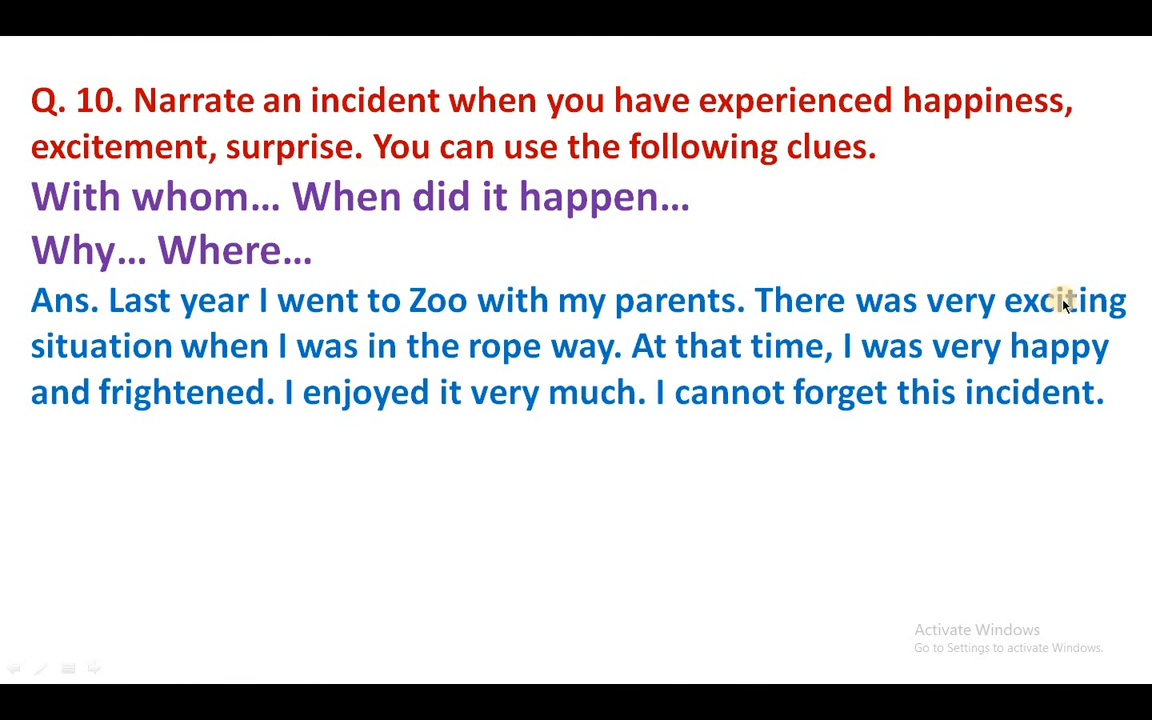 Q. 10. Narrate an incident when you have experienced happiness,
excitement, surprise. You can use the following clues.
With whom... When did it happen...
Why... Where...
Ans. Last year I went to Zoo with my parents. There was very exciting
situation when I was in the rope way. At that time, I was very happy
and frightened. I enjoyed it very much. I cannot forget this incident.
Activate Windows
Go to Settings to activate Windows.